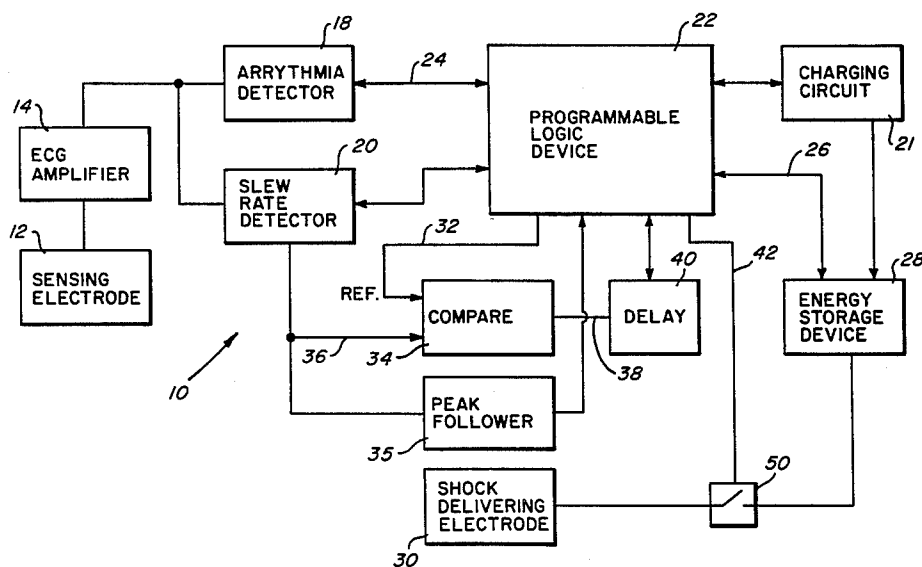 18
ARRYTHMIA
DETECTOR
24
22
PROGRAMMABLE
LOGIC
DEVICE
CHARGING
CIRCUIT
21
14
ECG
AMPLIFIER
20
SLEW
RATE
DETECTOR
26
12
SENSING
ELECTRODE
32
REF.
COMPARE
34
36
38
40
DELAY
42
28
ENERGY
STORAGE
DEVICE
10
PEAK
FOLLOWER
35
SHOCK
DELIVERING
ELECTRODE
30
50